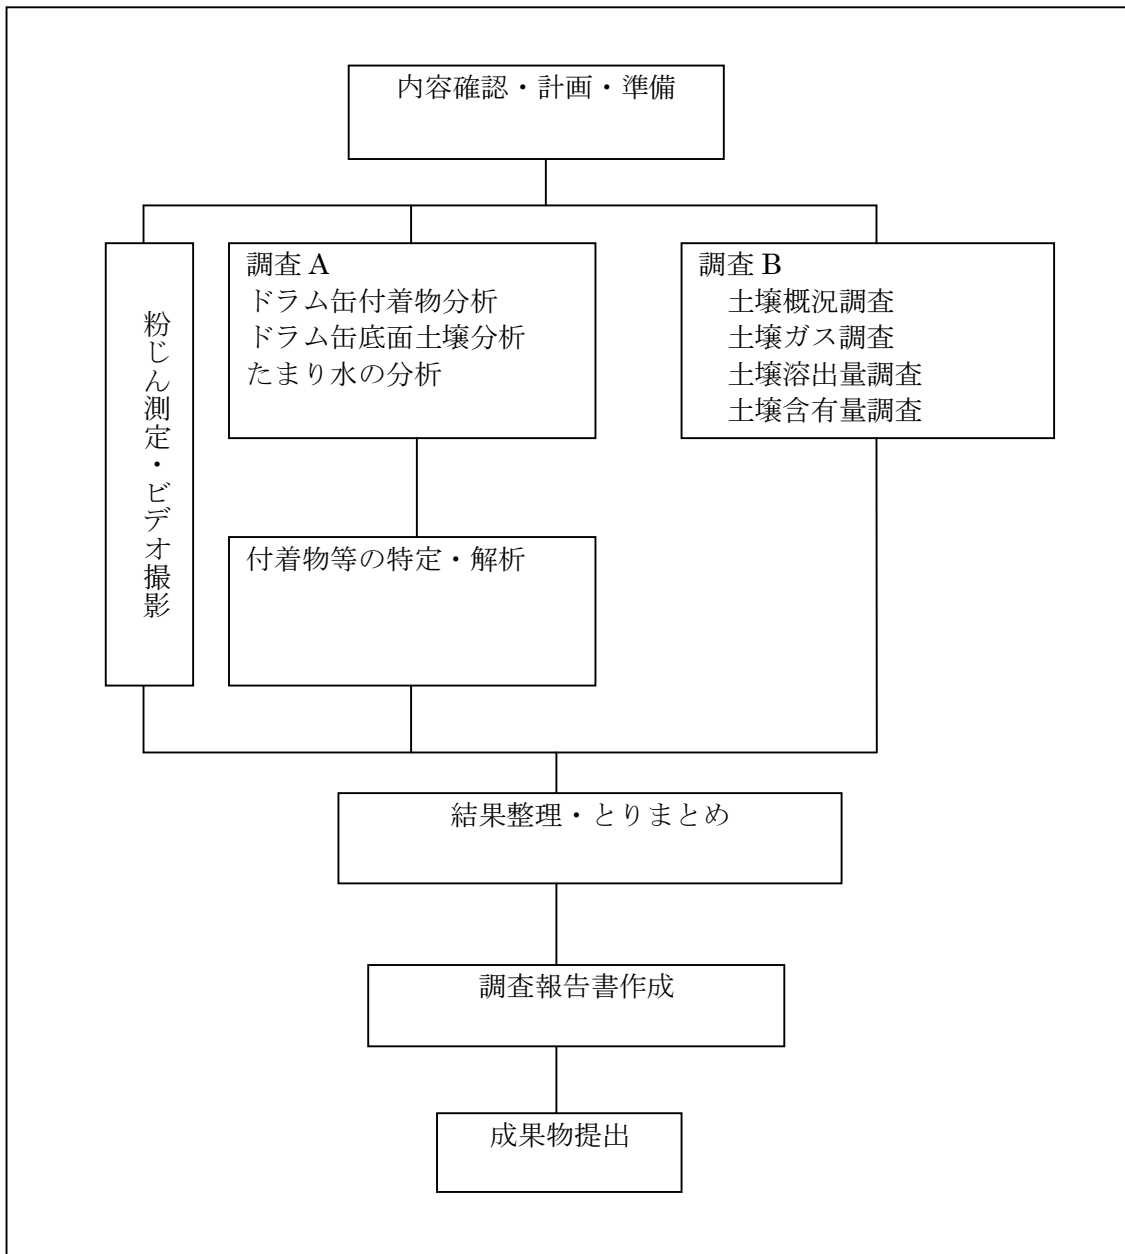 内容確認・計画・準備
粉じん測定・ビデオ撮影
調査 A
ドラム缶付着物分析
ドラム缶底面土壌分析
たまり水の分析
調査 B
土壌概況調査
土壌ガス調査
土壌溶出量調査
土壌含有量調査
付着物等の特定・解析
結果整理・とりまとめ
調査報告書作成
成果物提出